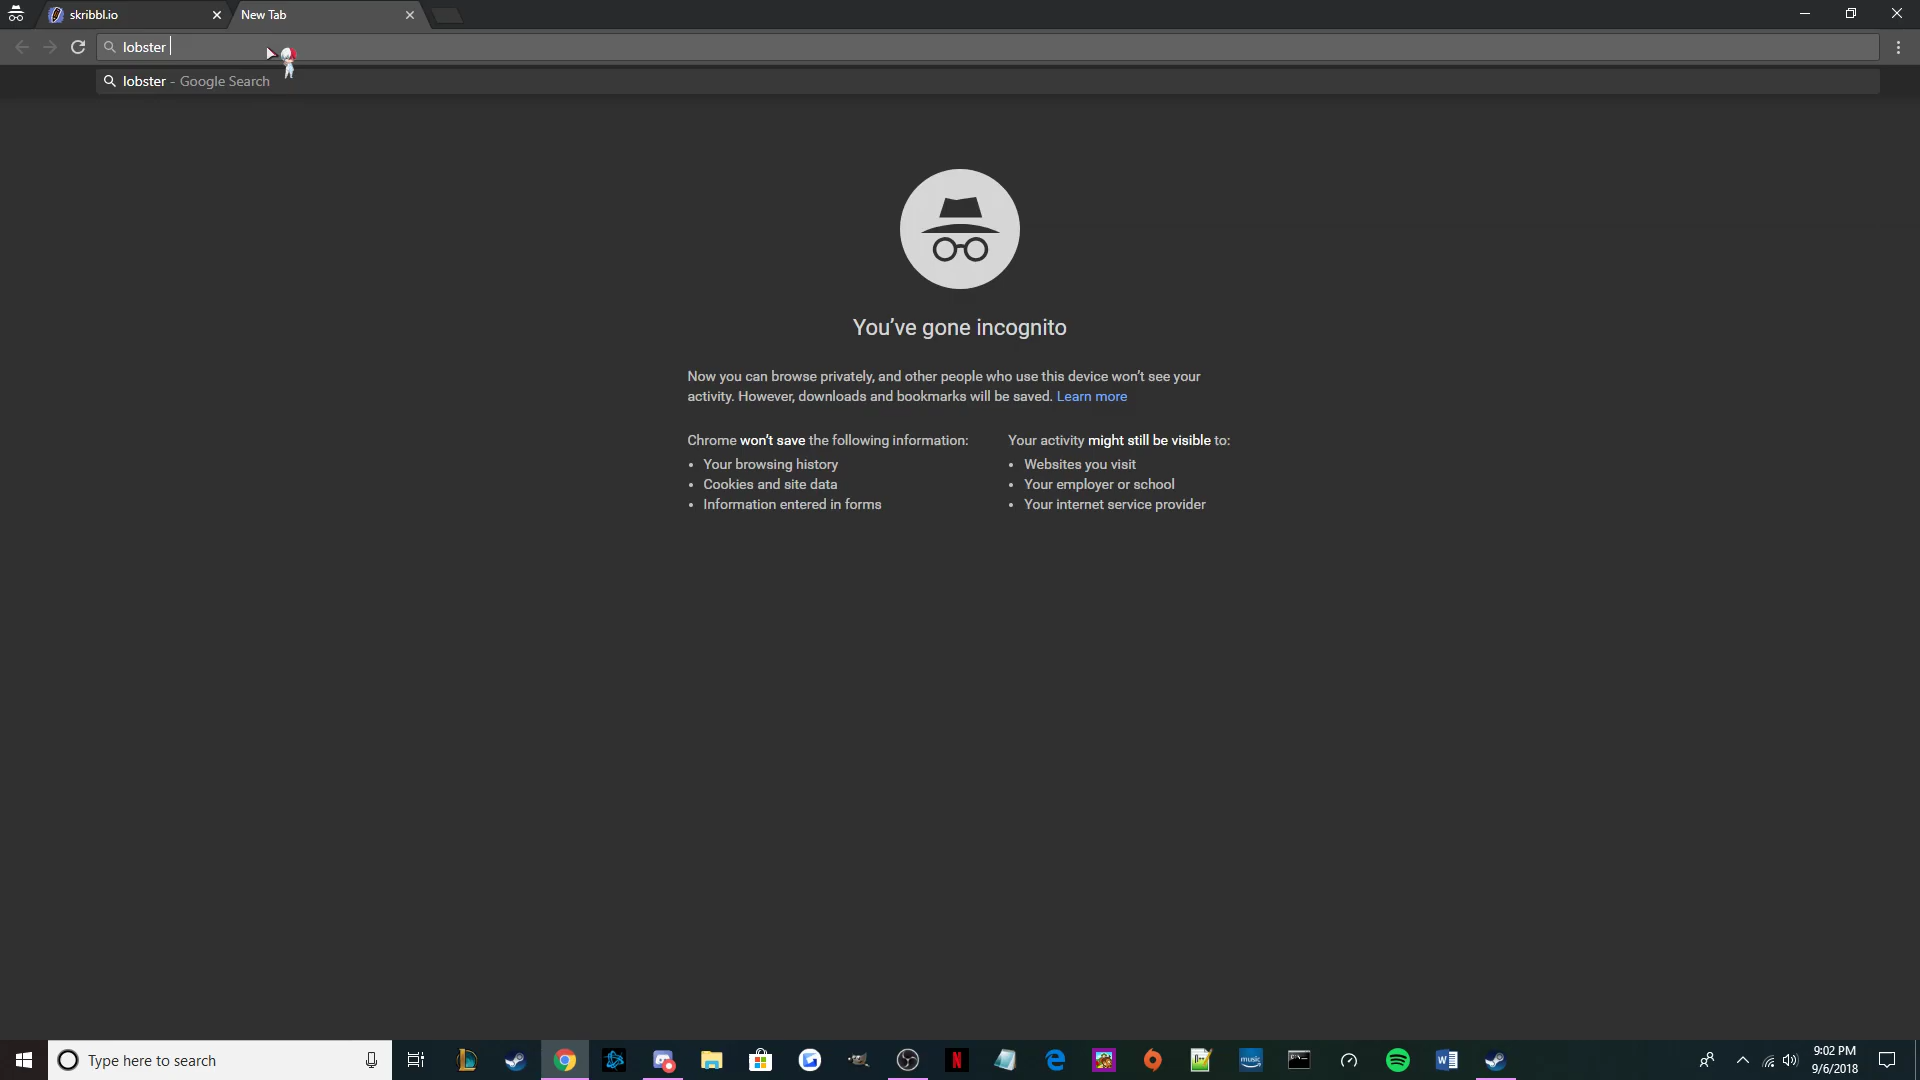 skribbl.io
New Tab
lobster
lobster - Google Search
You've gone incognito
Now you can browse privately, and other people who use this device won't see your
activity. However, downloads and bookmarks will be saved. Learn more
Chrome won't save the following information:
• Your browsing history
• Cookies and site data
• Information entered in forms
Your activity might still be visible to:
• Websites you visit
• Your employer or school
• Your internet service provider
Type here to search
music
9:02 PM
9/6/2018